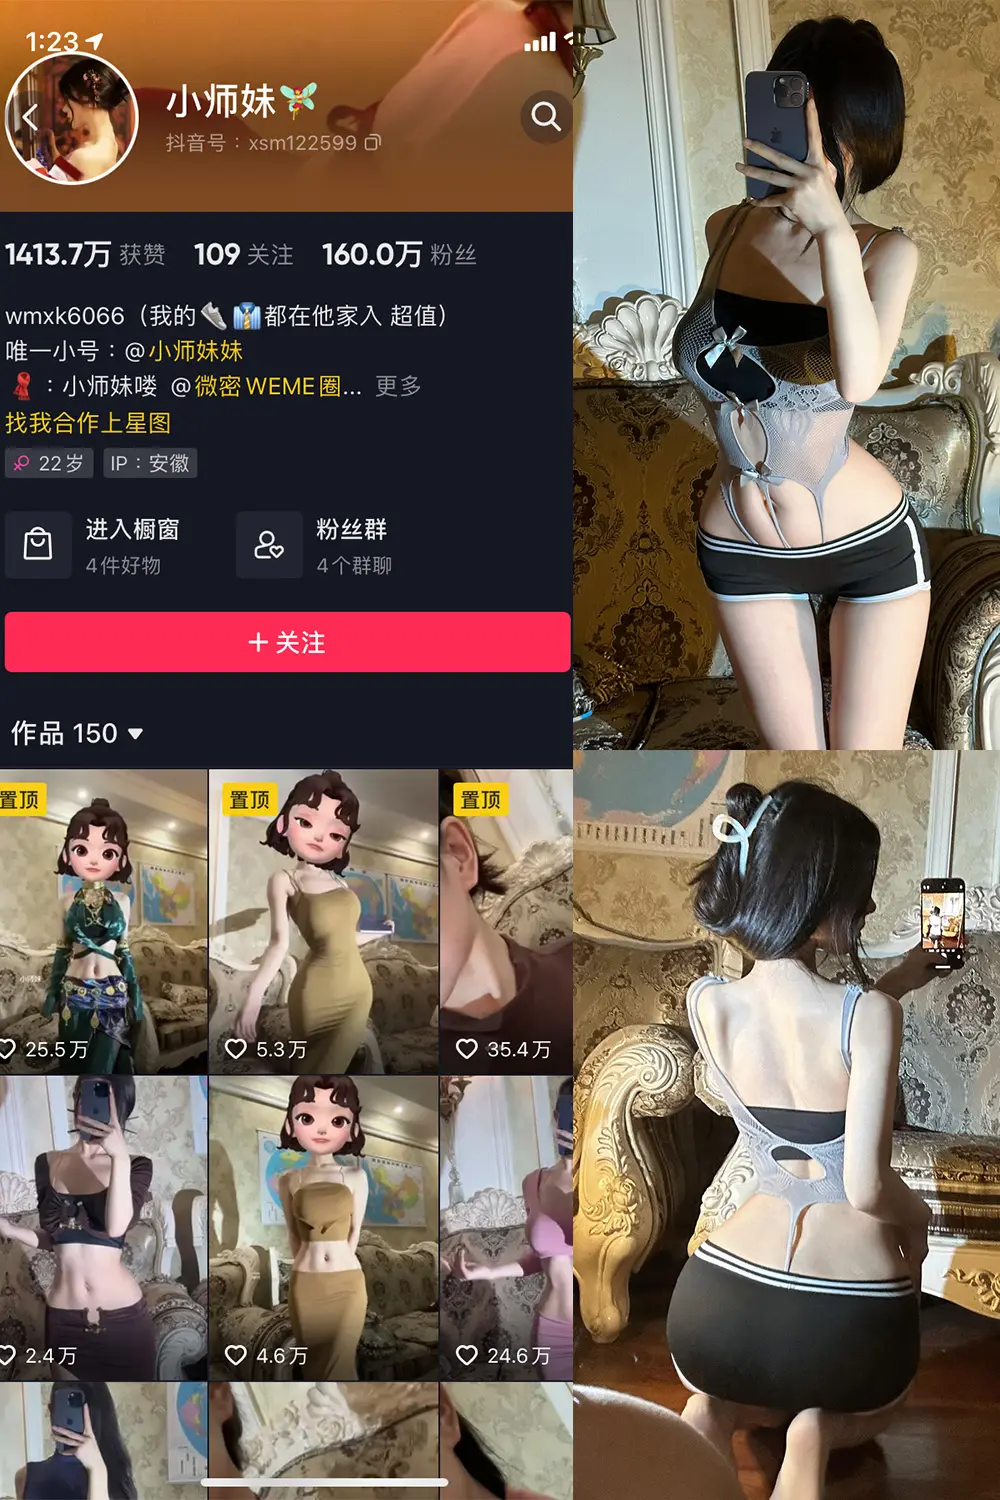 1:23
小师妹
抖音号：xsm122599
1413.7万 获赞 109 关注 160.0万 粉丝
wmxk6066（我的👟👔都在他家入 超值）
唯一小号：@小师妹妹
🧣：小师妹喽 @微密WEME圈... 更多
找我合作上星图
22岁 IP：安徽
进入橱窗
4件好物
粉丝群
4个群聊
+ 关注
作品 150
置顶 置顶 置顶
25.5万 5.3万 35.4万
2.4万 4.6万 24.6万